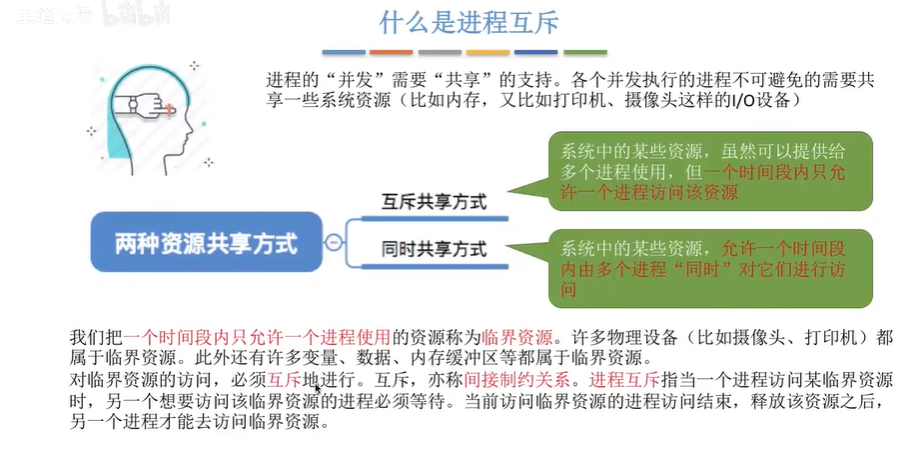 什么是进程互斥
进程的“并发”需要“共享”的支持。各个并发执行的进程不可避免的需要共
享一些系统资源（比如内存，又比如打印机、摄像头这样的I/O设备）
系统中的某些资源，虽然可以提供给
多个进程使用，但一个时间段内只允
许一个进程访问该资源
互斥共享方式
两种资源共享方式
同时共享方式
系统中的某些资源，允许一个时间段
内由多个进程“同时”对它们进行访
问
我们把一个时间段内只允许一个进程使用的资源称为临界资源。许多物理设备（比如摄像头、打印机）都
属于临界资源。此外还有许多变量、数据、内存缓冲区等都属于临界资源。
对临界资源的访问，必须互斥地进行。互斥，亦称间接制约关系。进程互斥指当一个进程访问某临界资源
时，另一个想要访问该临界资源的进程必须等待。当前访问临界资源的进程访问结束，释放该资源之后，
另一个进程才能去访问临界资源。